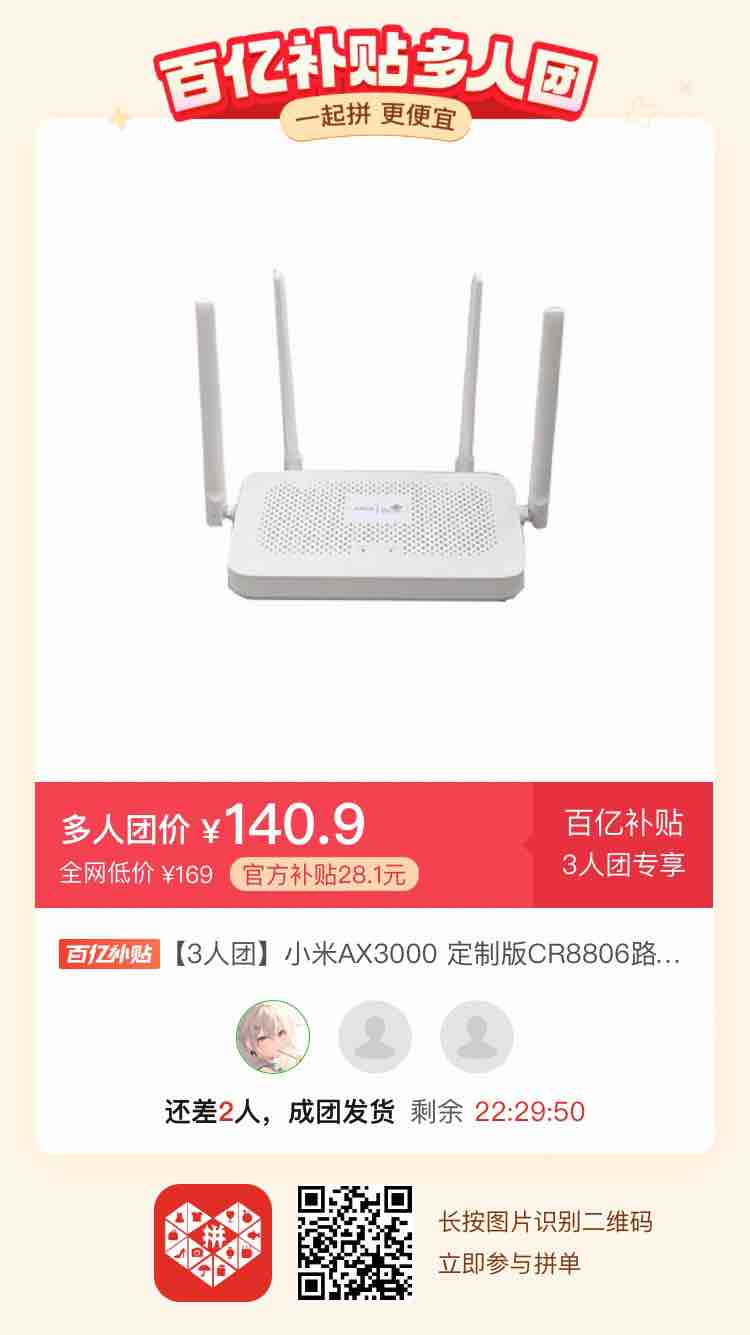 百亿补贴多人团
一起拼 更便宜
多人团价 ¥140.9
全网低价 ¥169 官方补贴28.1元
百亿补贴
3人团专享
百亿补贴 【3人团】小米AX3000 定制版CR8806路...
还差2人，成团发货 剩余 22:29:50
拼
长按图片识别二维码
立即参与拼单